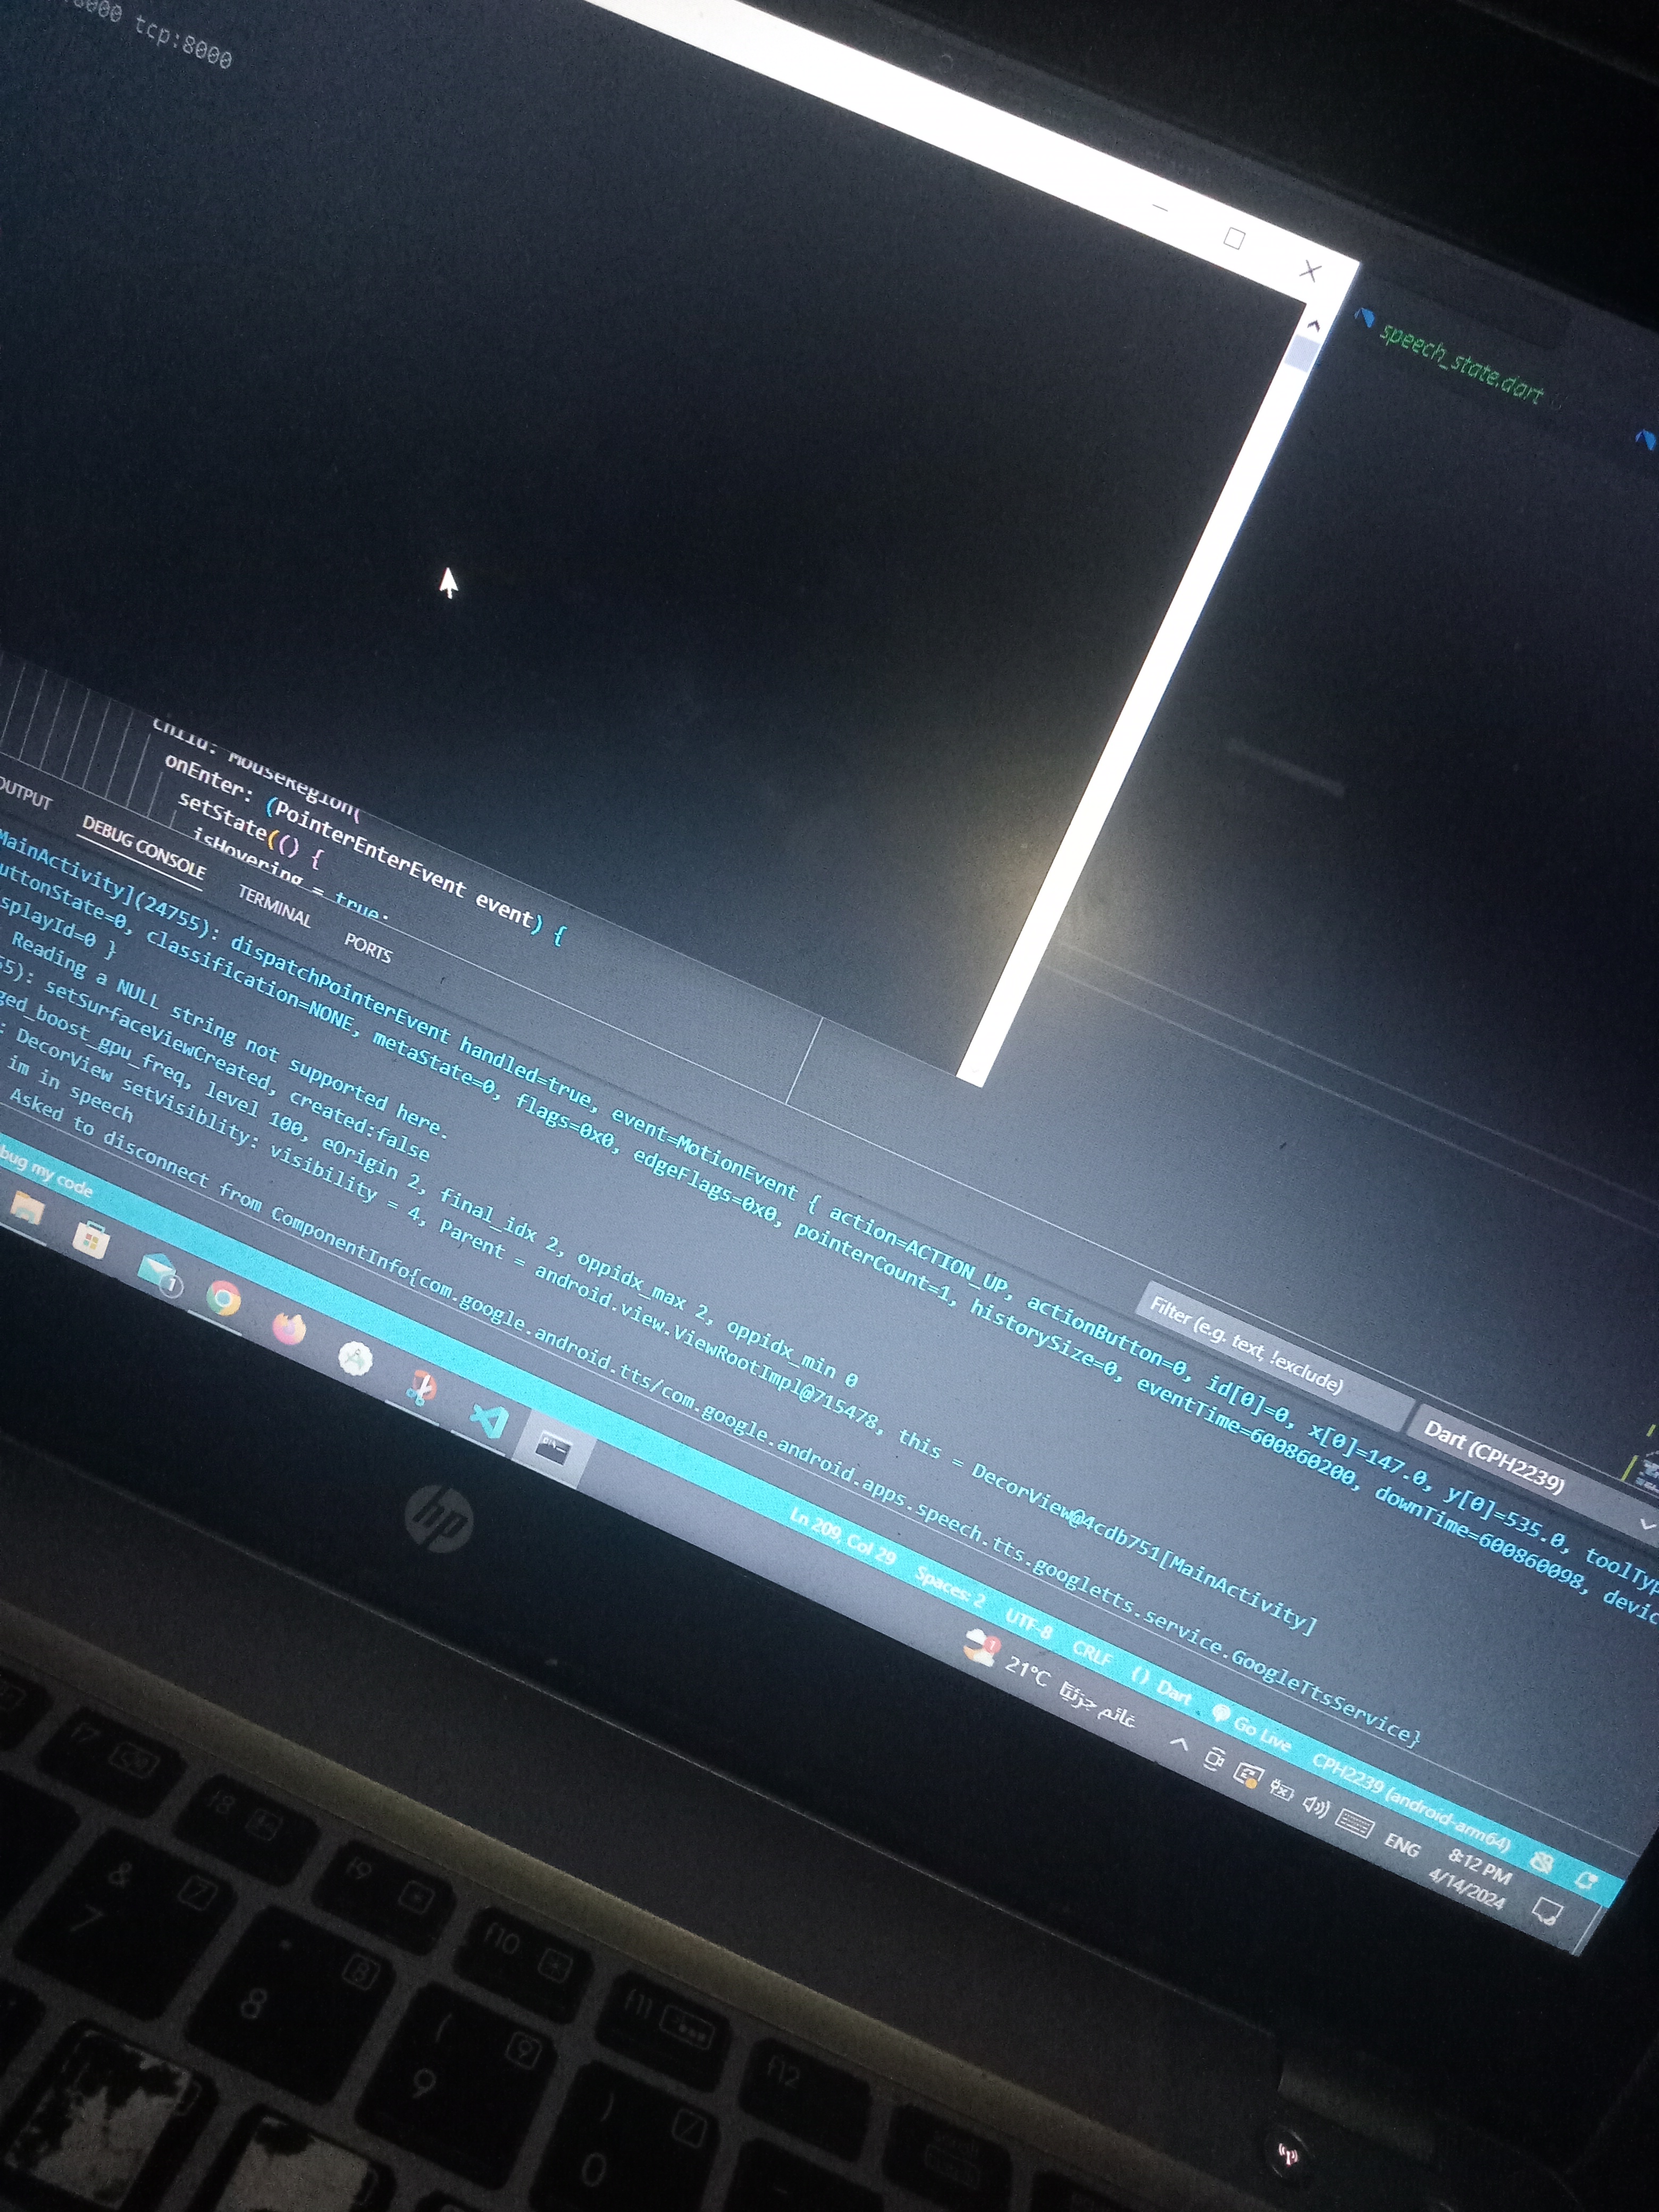 :8000 tcp:8000
speech_state.dart
child: MouseRegion(
onEnter: (PointerEnterEvent event) {
setState(() {
isHovering = true;
OUTPUT
DEBUG CONSOLE
TERMINAL
PORTS
Filter (e.g. text, !exclude)
Dart (CPH2239)
MainActivity](24755): dispatchPointerEvent handled=true, event=MotionEvent { action=ACTION_UP, actionButton=0, id[0]=0, x[0]=147.0, y[0]=535.0, toolTyp
uttonState=0, classification=NONE, metaState=0, flags=0x0, edgeFlags=0x0, pointerCount=1, historySize=0, eventTime=600860200, downTime=600860098, devic
splayId=0 }
Reading a NULL string not supported here.
55): setSurfaceViewCreated, created:false
ged_boost_gpu_freq, level 100, eOrigin 2, final_idx 2, oppidx_max 2, oppidx_min 0
: DecorView setVisiblity: visibility = 4, Parent = android.view.ViewRootImpl@715478, this = DecorView@4cdb751[MainActivity]
im in speech
Asked to disconnect from ComponentInfo{com.google.android.tts/com.google.android.apps.speech.tts.googletts.service.GoogleTtsService}
bug my code
Ln 209, Col 29
Spaces: 2
UTF-8
CRLF
{} Dart
Go Live
CPH2239 (android-arm64)
1
1
21°C غائم جزئيًا
ENG
8:12 PM
4/14/2024
hp
f7
f8
f9
f10
f11
f12
& 7
* 8
( 9
) 0